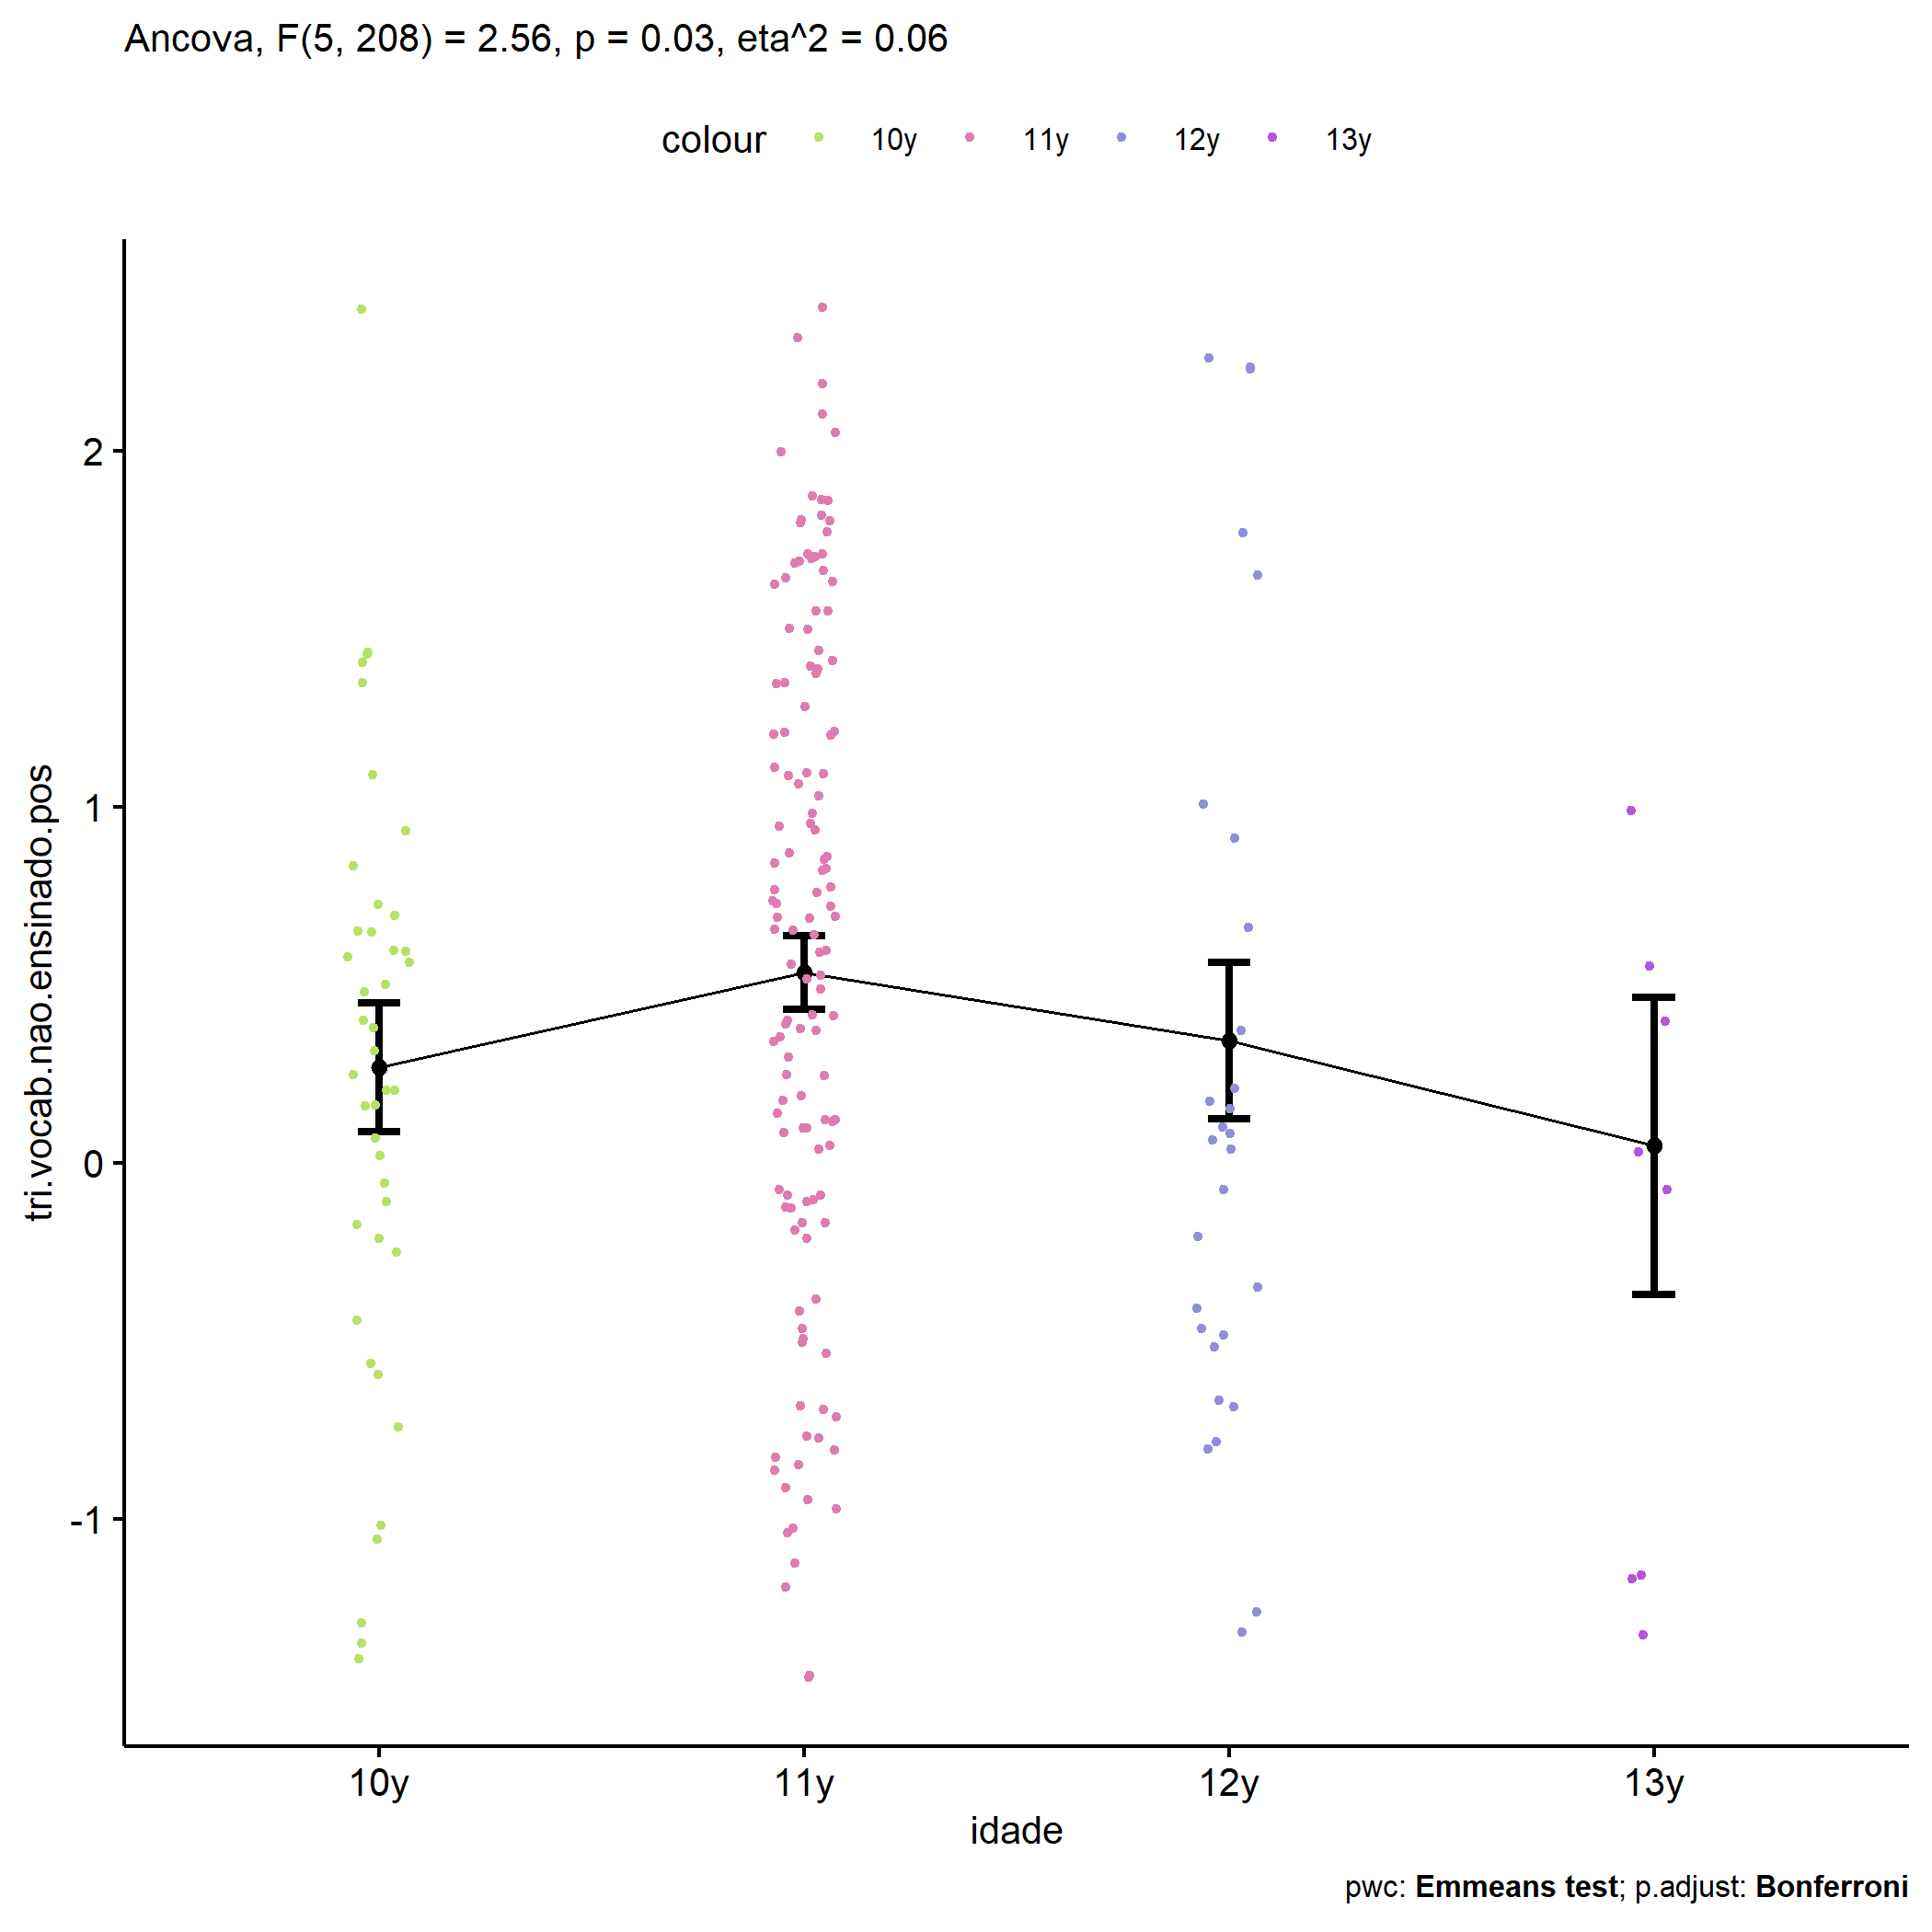 Ancova, F(5, 208) = 2.56, p = 0.03, eta^2 = 0.06
colour 10y 11y 12y 13y
tri.vocab.nao.ensinado.pos
2
1
0
-1
10y 11y 12y 13y
idade
pwc: Emmeans test; p.adjust: Bonferroni